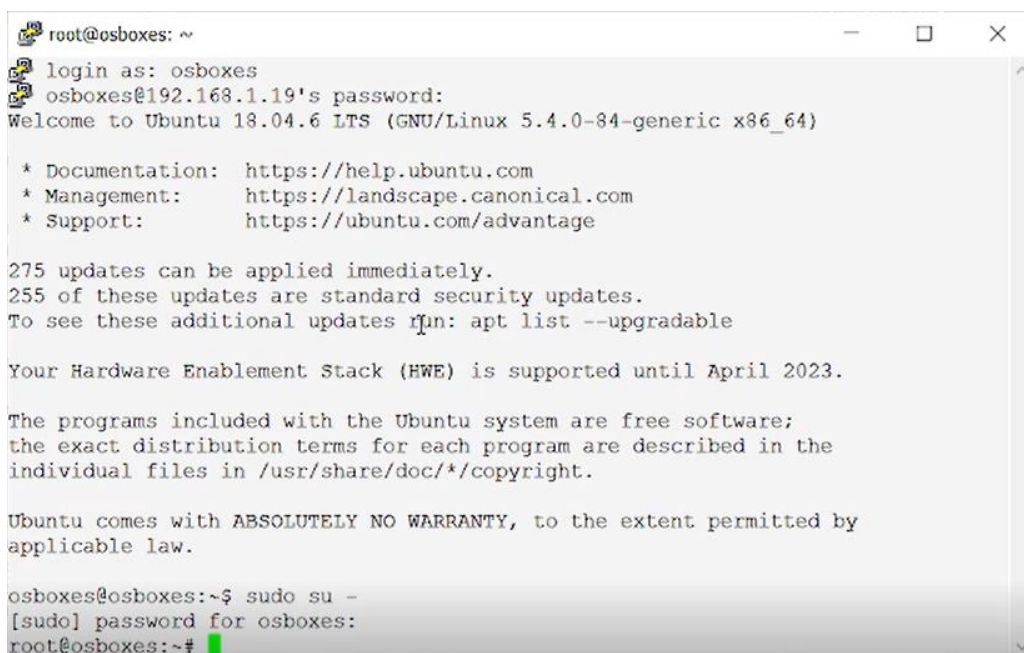 root@osboxes: ~
login as: osboxes
osboxes@192.168.1.19's password:
Welcome to Ubuntu 18.04.6 LTS (GNU/Linux 5.4.0-84-generic x86_64)
* Documentation:  https://help.ubuntu.com
* Management:     https://landscape.canonical.com
* Support:        https://ubuntu.com/advantage
275 updates can be applied immediately.
255 of these updates are standard security updates.
To see these additional updates run: apt list --upgradable
Your Hardware Enablement Stack (HWE) is supported until April 2023.
The programs included with the Ubuntu system are free software;
the exact distribution terms for each program are described in the
individual files in /usr/share/doc/*/copyright.
Ubuntu comes with ABSOLUTELY NO WARRANTY, to the extent permitted by
applicable law.
osboxes@osboxes:~$ sudo su -
[sudo] password for osboxes:
root@osboxes:~#